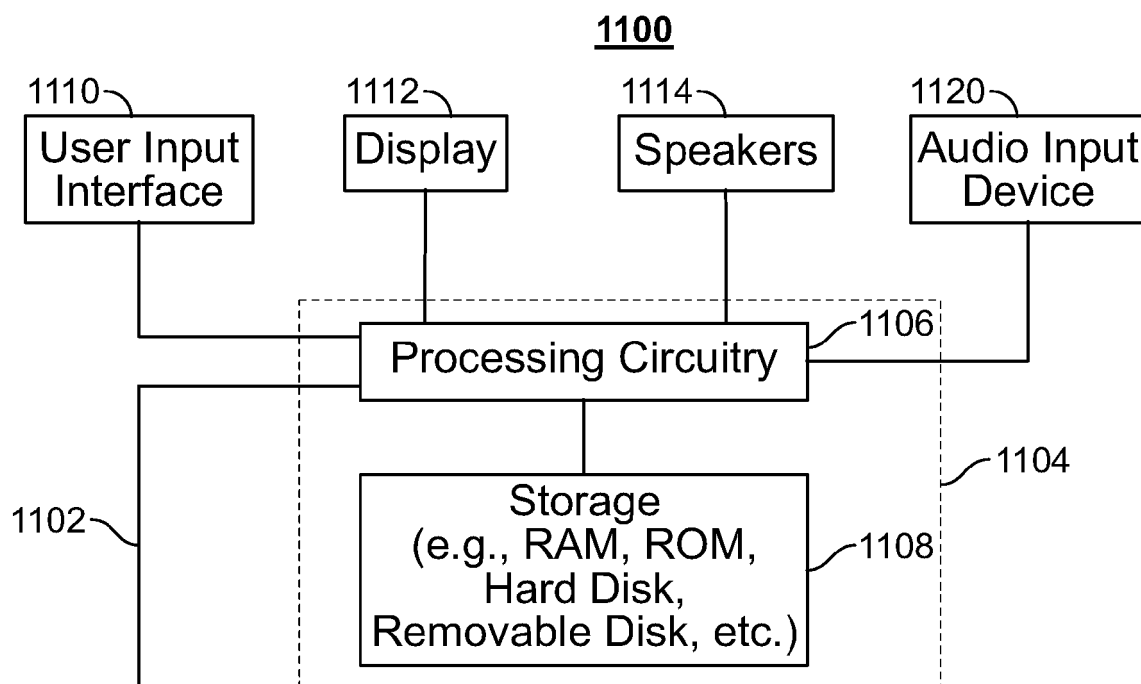 1100
1110
1112
1114
1120
User Input
Interface
Display
Speakers
Audio Input
Device
1106
Processing Circuitry
1104
1102
Storage
(e.g., RAM, ROM,
Hard Disk,
Removable Disk, etc.)
1108